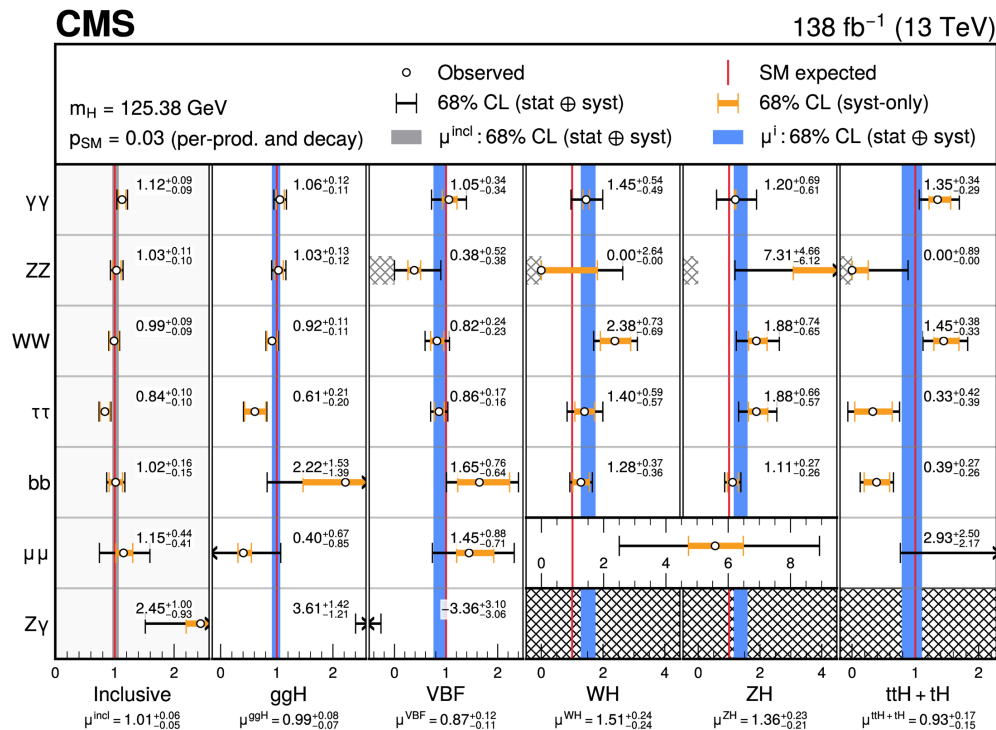 CMS 138 fb⁻¹ (13 TeV)
Observed SM expected
m_H = 125.38 GeV 68% CL (stat ⊕ syst) 68% CL (syst-only)
p_SM = 0.03 (per-prod. and decay) μ^incl : 68% CL (stat ⊕ syst) μ^i : 68% CL (stat ⊕ syst)
γγ 1.12 +0.09 −0.09 1.06 +0.12 −0.11 1.05 +0.34 −0.34 1.45 +0.54 −0.49 1.20 +0.69 −0.61 1.35 +0.34 −0.29
ZZ 1.03 +0.11 −0.10 1.03 +0.13 −0.12 0.38 +0.52 −0.38 0.00 +2.64 −0.00 7.31 +4.66 −6.12 0.00 +0.89 −0.00
WW 0.99 +0.09 −0.09 0.92 +0.11 −0.11 0.82 +0.24 −0.23 2.38 +0.73 −0.69 1.88 +0.74 −0.65 1.45 +0.38 −0.33
ττ 0.84 +0.10 −0.10 0.61 +0.21 −0.20 0.86 +0.17 −0.16 1.40 +0.59 −0.57 1.88 +0.66 −0.57 0.33 +0.42 −0.39
bb 1.02 +0.16 −0.15 2.22 +1.53 −1.39 1.65 +0.76 −0.64 1.28 +0.37 −0.36 1.11 +0.27 −0.26 0.39 +0.27 −0.26
μμ 1.15 +0.44 −0.41 0.40 +0.67 −0.85 1.45 +0.88 −0.71 2.93 +2.50 −2.17
0 2 4 6 8
Zγ 2.45 +1.00 −0.93 3.61 +1.42 −1.21 −3.36 +3.10 −3.06
0 1 2 0 1 2 0 1 2 0 2 4 0 2 4 0 1 2
Inclusive ggH VBF WH ZH ttH + tH
μ^incl = 1.01 +0.06 −0.05 μ^ggH = 0.99 +0.08 −0.07 μ^VBF = 0.87 +0.12 −0.11 μ^WH = 1.51 +0.24 −0.24 μ^ZH = 1.36 +0.23 −0.21 μ^ttH + tH = 0.93 +0.17 −0.15